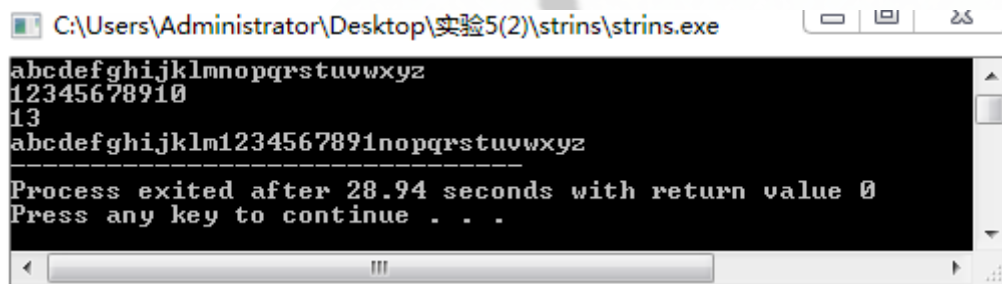 C:\Users\Administrator\Desktop\实验5(2)\strins\strins.exe
abcdefghijklmnopqrstuvwxyz
12345678910
13
abcdefghijklm1234567891nopqrstuvwxyz
--------------------------------
Process exited after 28.94 seconds with return value 0
Press any key to continue . . .